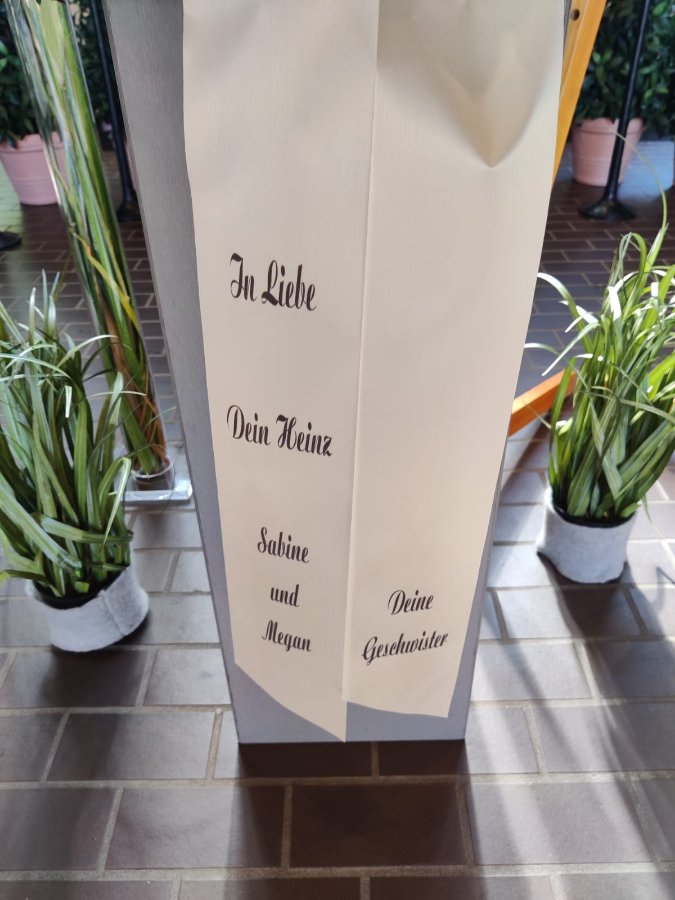 In Liebe
Dein Heinz
Sabine
und
Megan
Deine
Geschwister